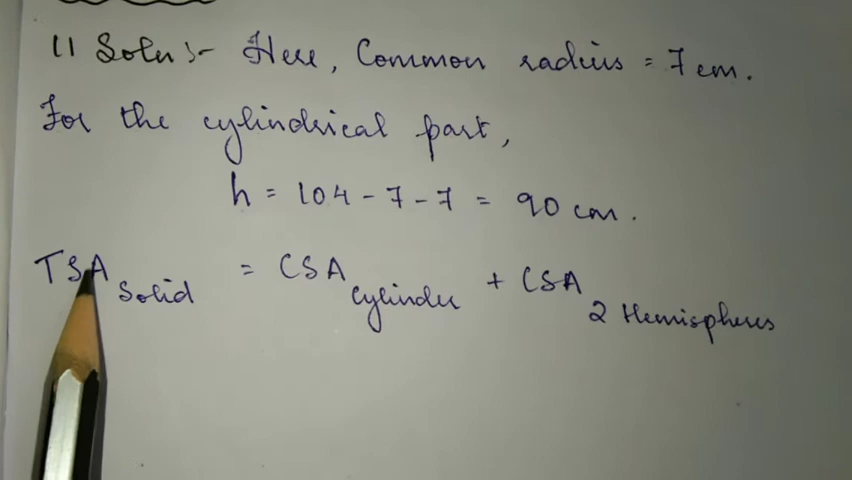 11 Soln :- Here, Common radius = 7 cm.
For the cylindrical part,
h = 104 - 7 - 7 = 90 cm.
TSA Solid = CSA Cylinder + CSA 2 Hemispheres